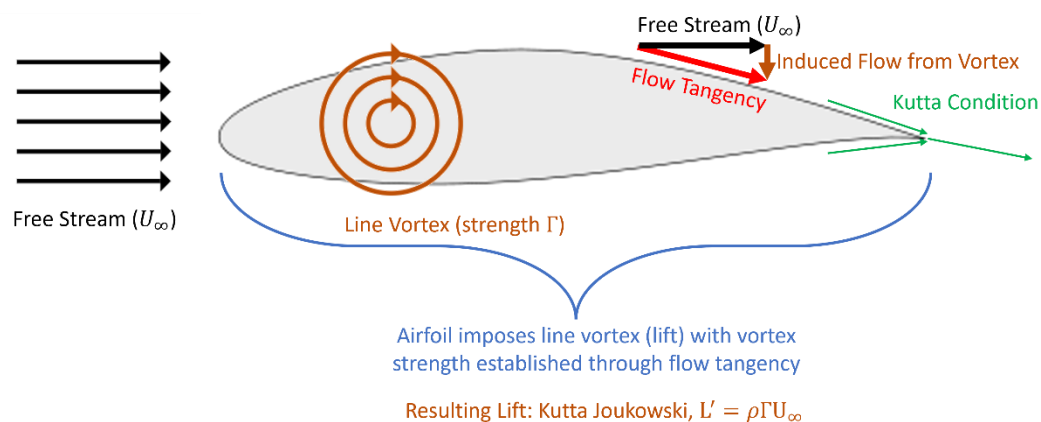 Free Stream (U∞)
Induced Flow from Vortex
Flow Tangency
Kutta Condition
Free Stream (U∞)
Line Vortex (strength Γ)
Airfoil imposes line vortex (lift) with vortex
strength established through flow tangency
Resulting Lift: Kutta Joukowski, L′ = ρΓU∞